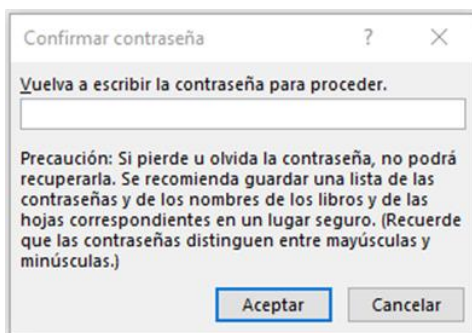 Confirmar contraseña ?
Vuelva a escribir la contraseña para proceder.
Precaución: Si pierde u olvida la contraseña, no podrá
recuperarla. Se recomienda guardar una lista de las
contraseñas y de los nombres de los libros y de las
hojas correspondientes en un lugar seguro. (Recuerde
que las contraseñas distinguen entre mayúsculas y
minúsculas.)
Aceptar Cancelar